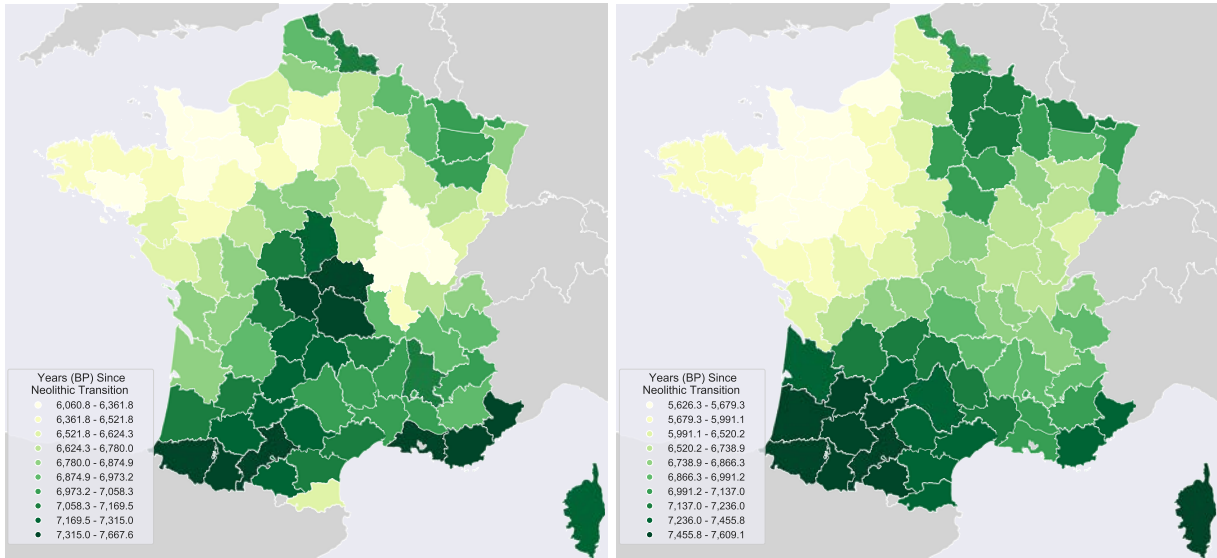 Years (BP) Since
Neolithic Transition
6,060.8 - 6,361.8
6,361.8 - 6,521.8
6,521.8 - 6,624.3
6,624.3 - 6,780.0
6,780.0 - 6,874.9
6,874.9 - 6,973.2
6,973.2 - 7,058.3
7,058.3 - 7,169.5
7,169.5 - 7,315.0
7,315.0 - 7,667.6
Years (BP) Since
Neolithic Transition
5,626.3 - 5,679.3
5,679.3 - 5,991.1
5,991.1 - 6,520.2
6,520.2 - 6,738.9
6,738.9 - 6,866.3
6,866.3 - 6,991.2
6,991.2 - 7,137.0
7,137.0 - 7,236.0
7,236.0 - 7,455.8
7,455.8 - 7,609.1